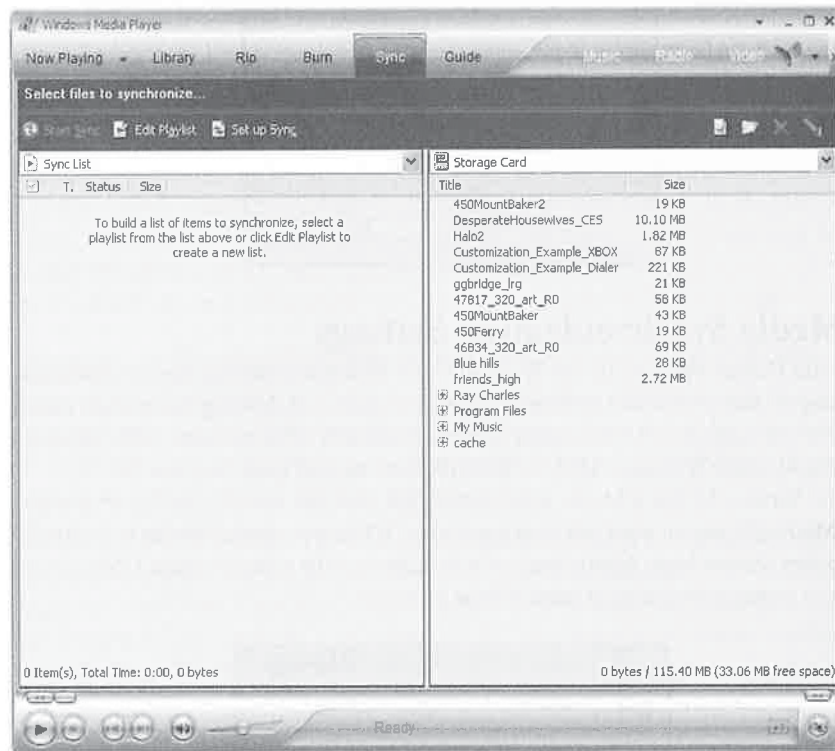 Windows Media Player
Now Playing Library Rip Burn Sync Guide Music Radio Video
Select files to synchronize...
Start Sync Edit Playlist Set up Sync
Sync List
T. Status Size
To build a list of items to synchronize, select a
playlist from the list above or click Edit Playlist to
create a new list.
0 Item(s), Total Time: 0:00, 0 bytes
Storage Card
Title Size
450MountBaker2 19 KB
DesperateHousewives_CES 10.10 MB
Halo2 1.82 MB
Customization_Example_XBOX 67 KB
Customization_Example_Dialer 221 KB
ggbridge_lrg 21 KB
47817_320_art_R0 58 KB
450MountBaker 43 KB
450Ferry 19 KB
46834_320_art_R0 69 KB
Blue hills 28 KB
friends_high 2.72 MB
Ray Charles
Program Files
My Music
cache
0 bytes / 115.40 MB (33.06 MB free space)
Ready